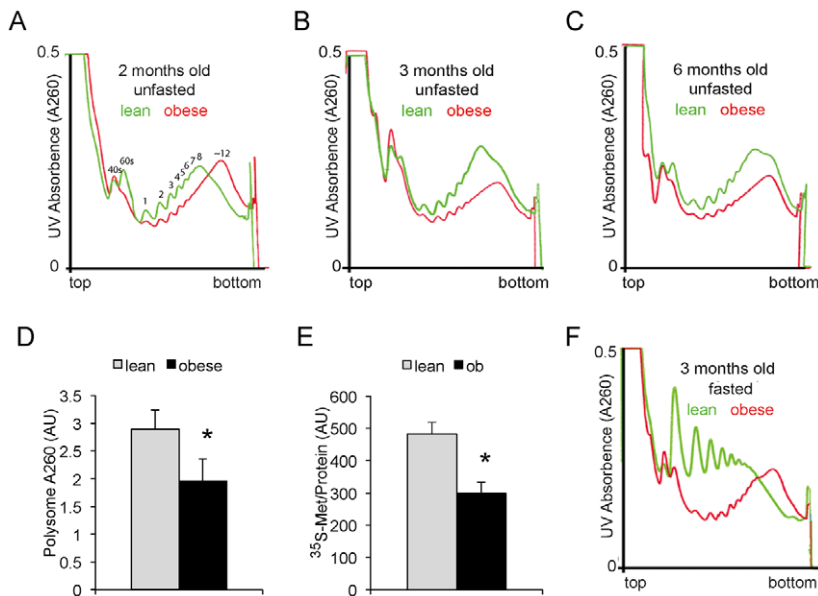 A
0.5
UV Absorbence (A260)
0
2 months old
unfasted
lean obese
40s 60s 1 2 3 4 5 6 7 8 ~12
top bottom
B
0.5
UV Absorbence (A260)
0
3 months old
unfasted
lean obese
top bottom
C
0.5
UV Absorbence (A260)
0
6 months old
unfasted
lean obese
top bottom
D
lean obese
Polysome A260 (AU)
3.5
3
2.5
2
1.5
1
0.5
0
*
E
lean ob
³⁵S-Met/Protein (AU)
600
500
400
300
200
100
0
*
F
0.5
UV Absorbence (A260)
0
3 months old
fasted
lean obese
top bottom